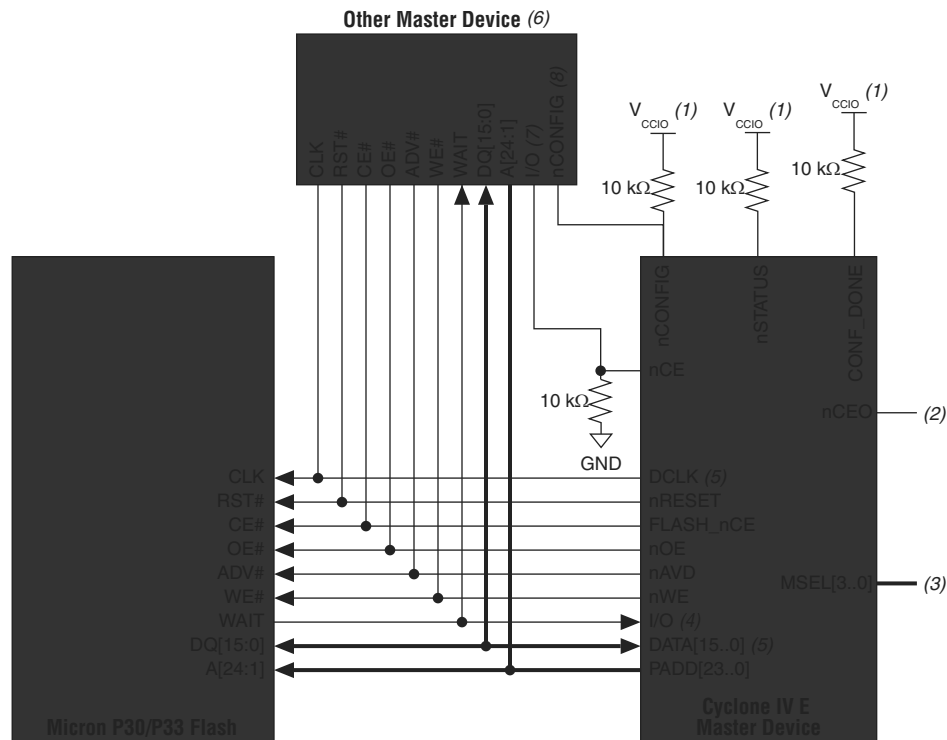 Other Master Device (6)
CLK
RST#
CE#
OE#
ADV#
WE#
WAIT
DQ[15:0]
A[24:1]
I/O (7)
nCONFIG (8)
VCCIO (1)
VCCIO (1)
VCCIO (1)
10 kΩ
10 kΩ
10 kΩ
nCONFIG
nSTATUS
CONF_DONE
nCE
10 kΩ
GND
nCEO
(2)
CLK
DCLK (5)
RST#
nRESET
CE#
FLASH_nCE
OE#
nOE
ADV#
nAVD
MSEL[3..0]
(3)
WE#
nWE
WAIT
I/O (4)
DQ[15:0]
DATA[15..0] (5)
A[24:1]
PADD[23..0]
Micron P30/P33 Flash
Cyclone IV E
Master Device